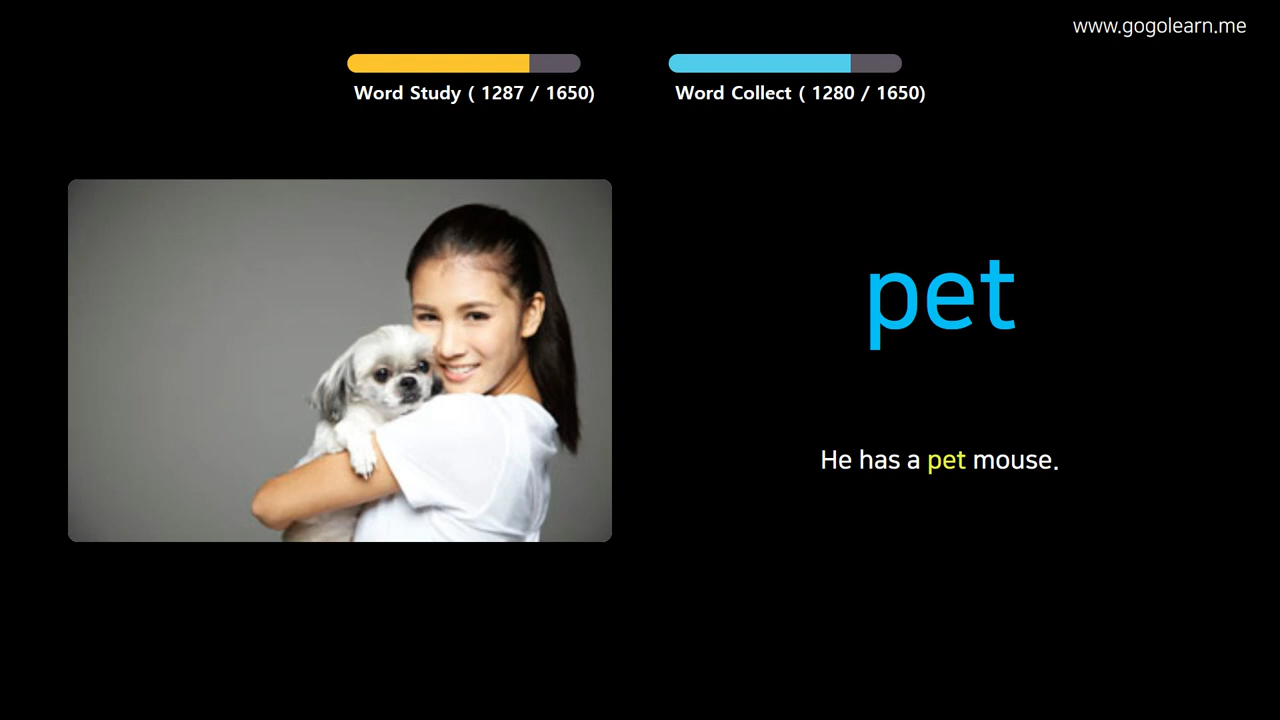 www.gogolearn.me
Word Study ( 1287 / 1650)
Word Collect ( 1280 / 1650)
pet
He has a pet mouse.